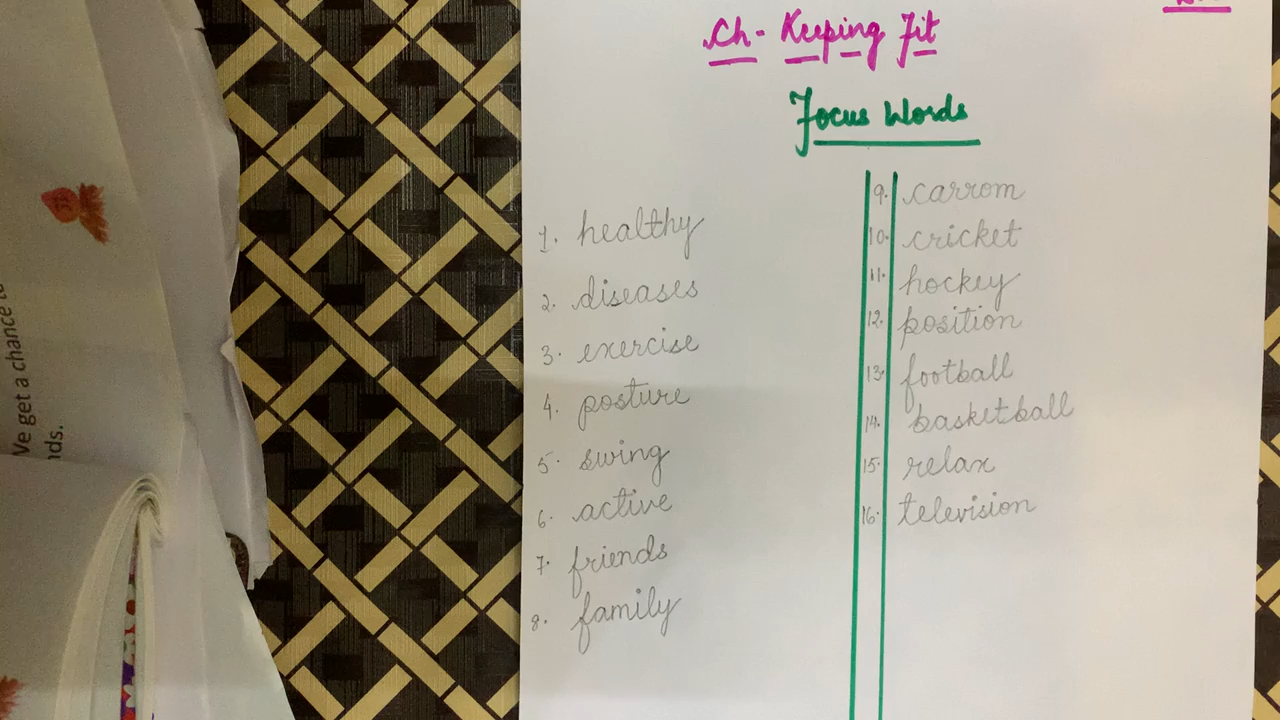 Ch- Keeping Fit
Focus Words
1. healthy
2. diseases
3. exercise
4. posture
5. swing
6. active
7. friends
8. family
9. carrom
10. cricket
11. hockey
12. position
13. football
14. basketball
15. relax
16. television
Ve get a chance to
nds.